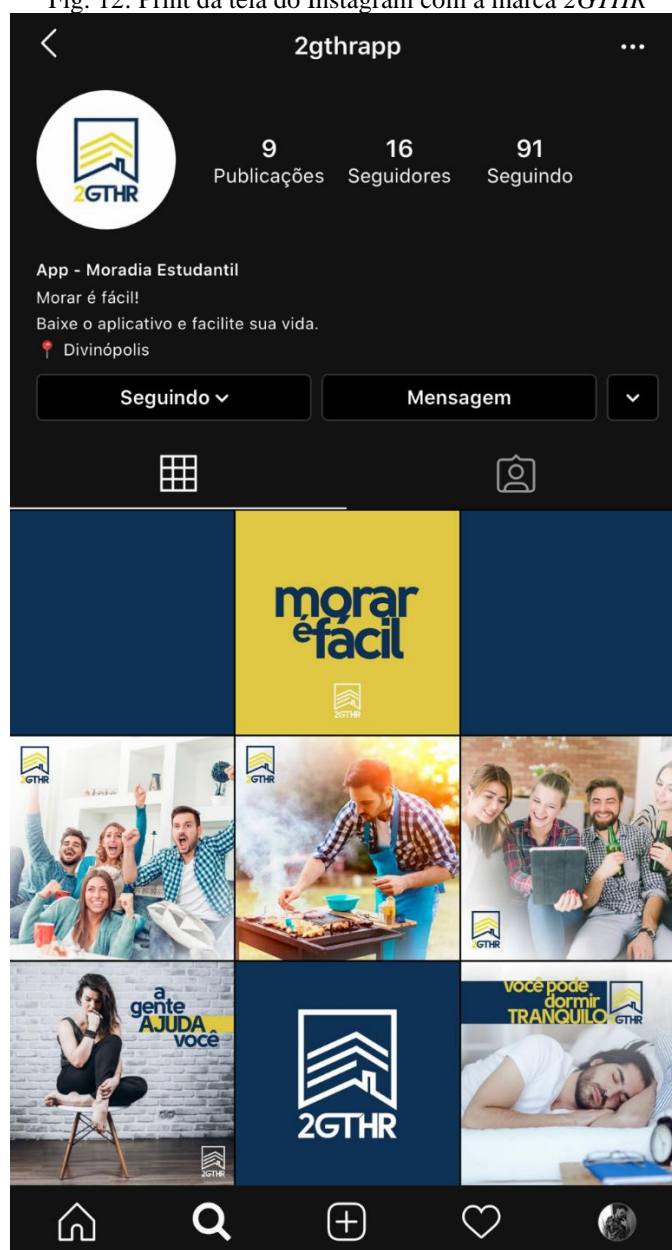 Fig. 12: Print da tela do Instagram com a marca 2GTHR
2gthrapp
2GTHR
9
16
91
Publicações
Seguidores
Seguindo
App - Moradia Estudantil
Morar é fácil!
Baixe o aplicativo e facilite sua vida.
Divinópolis
Seguindo
Mensagem
morar
é fácil
2GTHR
2GTHR
2GTHR
2GTHR
a
gente
AJUDA
você
2GTHR
2GTHR
você pode
dormir
TRANQUILO
2GTHR